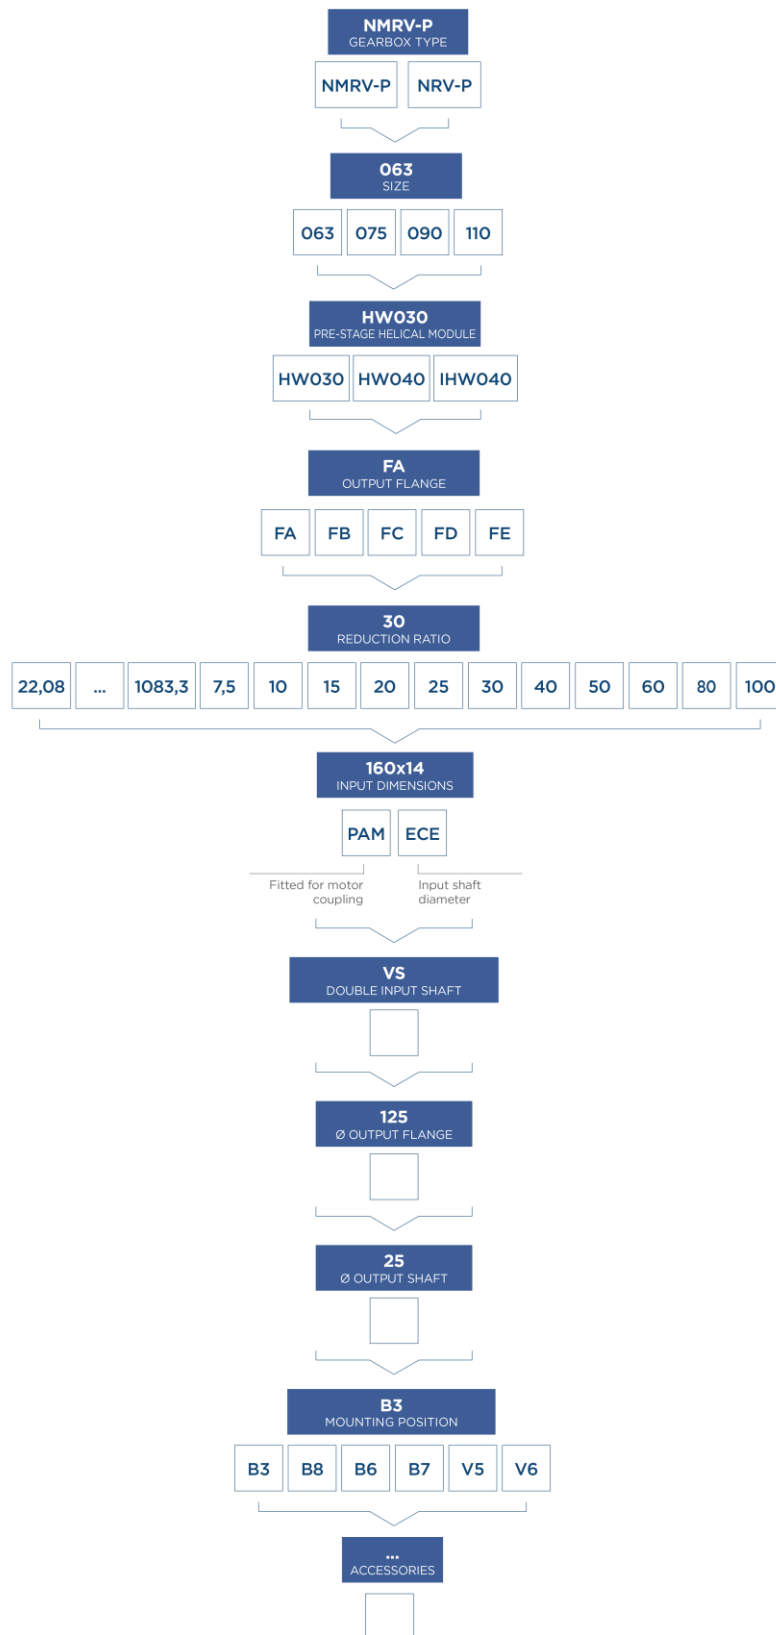 NMRV-P
GEARBOX TYPE
NMRV-P NRV-P
063
SIZE
063 075 090 110
HW030
PRE-STAGE HELICAL MODULE
HW030 HW040 IHW040
FA
OUTPUT FLANGE
FA FB FC FD FE
30
REDUCTION RATIO
22,08 ... 1083,3 7,5 10 15 20 25 30 40 50 60 80 100
160x14
INPUT DIMENSIONS
PAM ECE
Fitted for motor Input shaft
coupling diameter
VS
DOUBLE INPUT SHAFT
125
Ø OUTPUT FLANGE
25
Ø OUTPUT SHAFT
B3
MOUNTING POSITION
B3 B8 B6 B7 V5 V6
...
ACCESSORIES